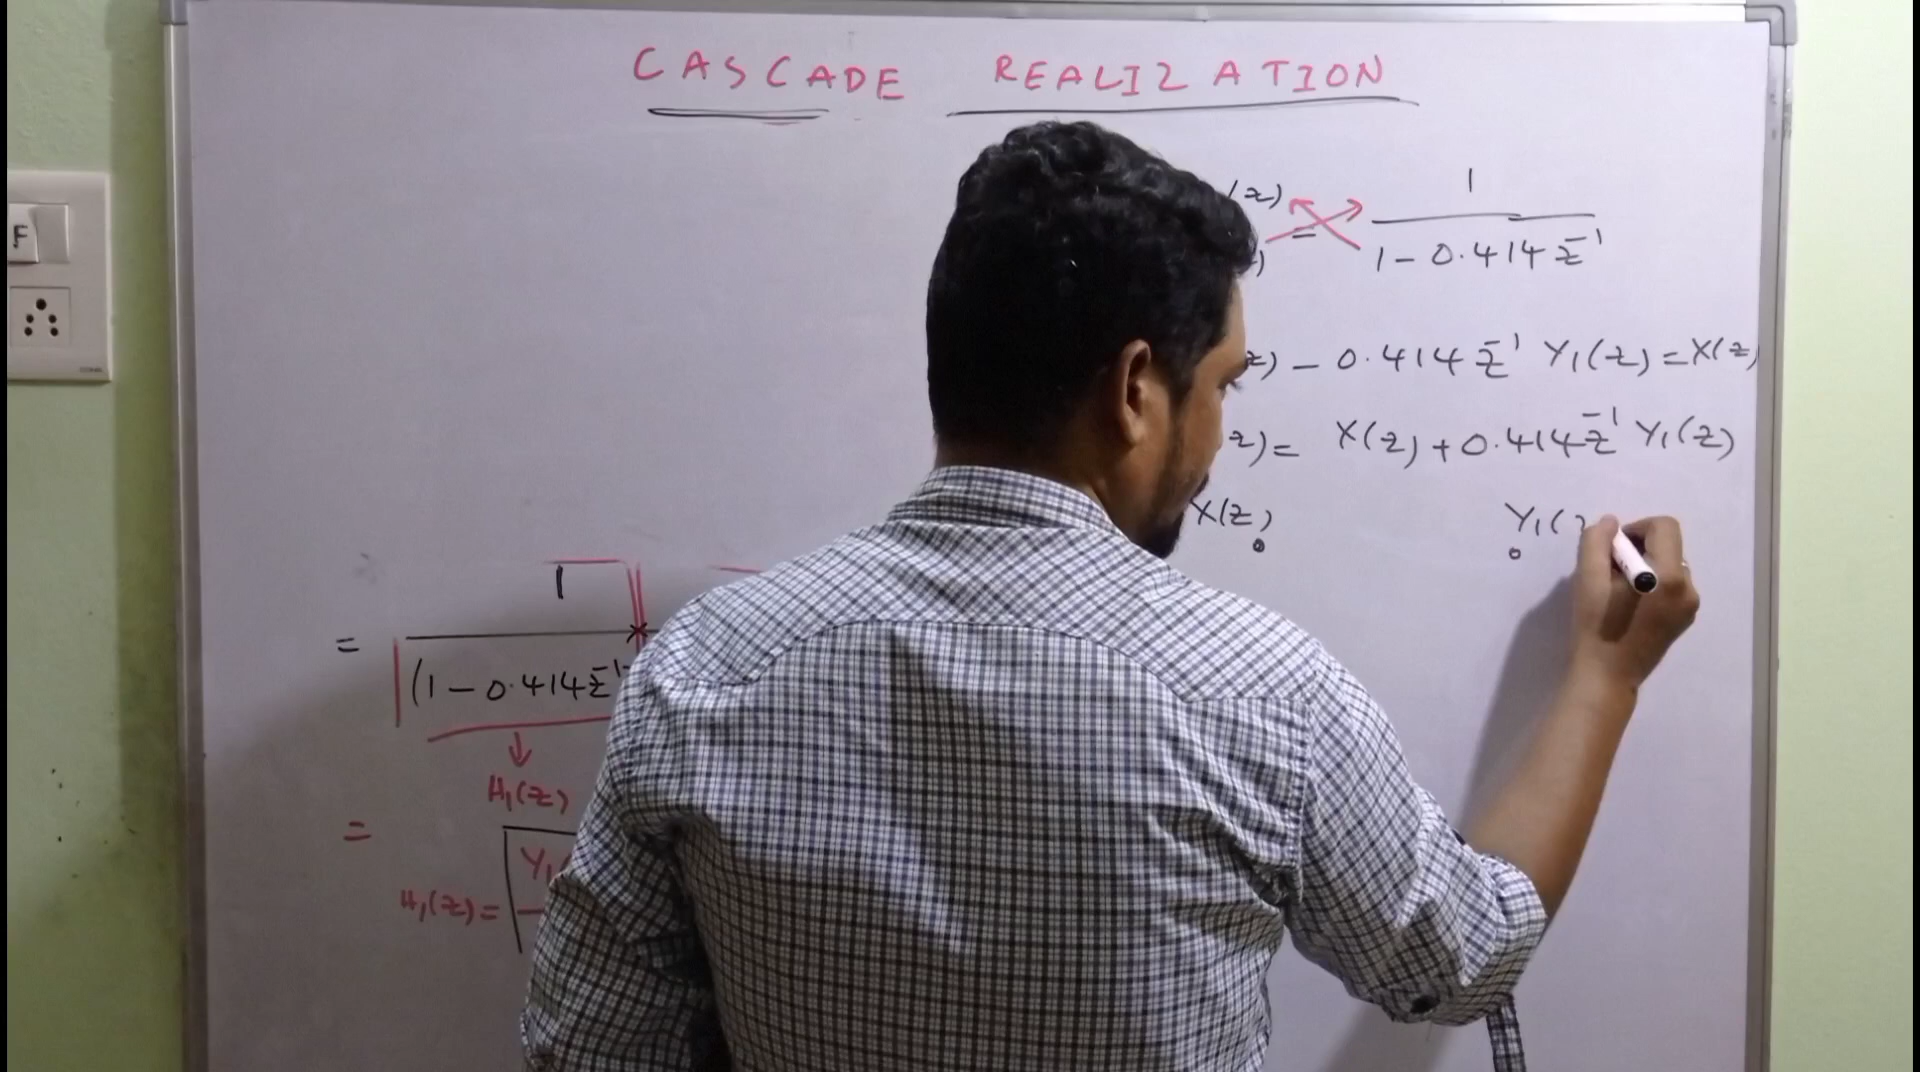 CASCADE REALIZATION
(z) = 1
1 - 0.414 z^-1
z) - 0.414 z^-1 Y1(z) = X(z)
z) = X(z) + 0.414 z^-1 Y1(z)
X(z) Y1(
= 1
(1 - 0.414 z^-1
H1(z)
=
H1(z) = Y1
F